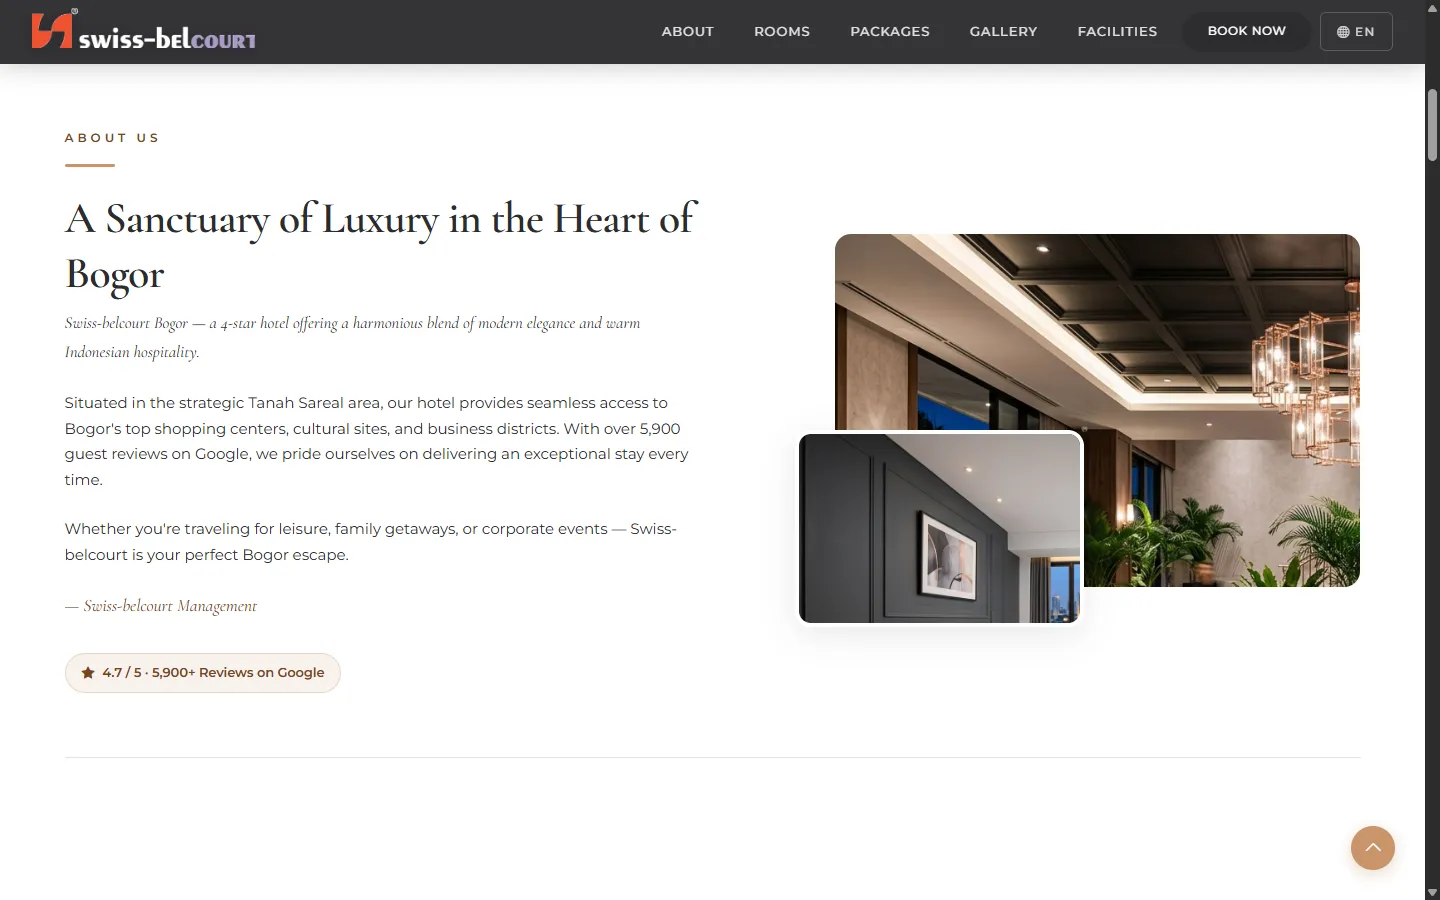 swiss-belcourt
ABOUT
ROOMS
PACKAGES
GALLERY
FACILITIES
BOOK NOW
EN
ABOUT US
A Sanctuary of Luxury in the Heart of
Bogor
Swiss-belcourt Bogor — a 4-star hotel offering a harmonious blend of modern elegance and warm
Indonesian hospitality.
Situated in the strategic Tanah Sareal area, our hotel provides seamless access to
Bogor's top shopping centers, cultural sites, and business districts. With over 5,900
guest reviews on Google, we pride ourselves on delivering an exceptional stay every
time.
Whether you're traveling for leisure, family getaways, or corporate events — Swiss-
belcourt is your perfect Bogor escape.
— Swiss-belcourt Management
4.7 / 5 · 5,900+ Reviews on Google